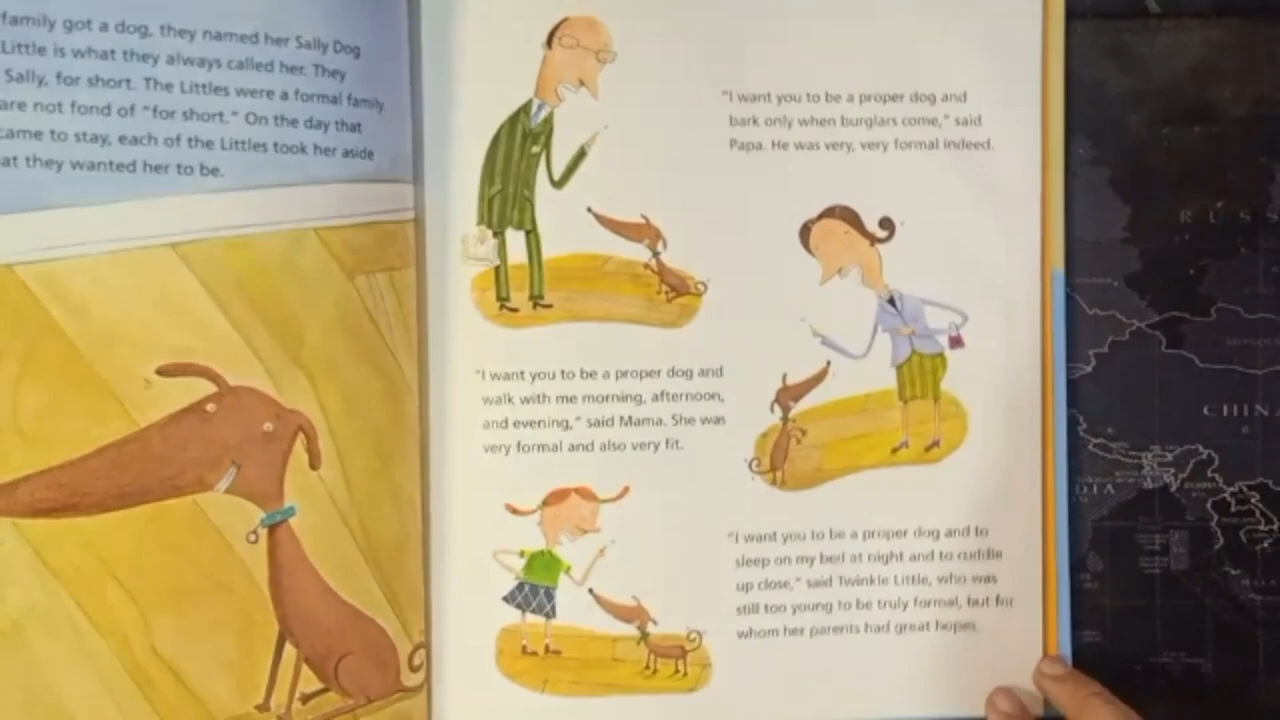 family got a dog, they named her Sally Dog
Little is what they always called her. They
Sally, for short. The Littles were a formal family
are not fond of “for short.” On the day that
came to stay, each of the Littles took her aside
at they wanted her to be.
“I want you to be a proper dog and
bark only when burglars come,” said
Papa. He was very, very formal indeed.
“I want you to be a proper dog and
walk with me morning, afternoon,
and evening,” said Mama. She was
very formal and also very fit.
“I want you to be a proper dog and to
sleep on my bed at night and to cuddle
up close,” said Twinkle Little, who was
still too young to be truly formal, but for
whom her parents had great hopes.
RUSS
CHINA
DIA